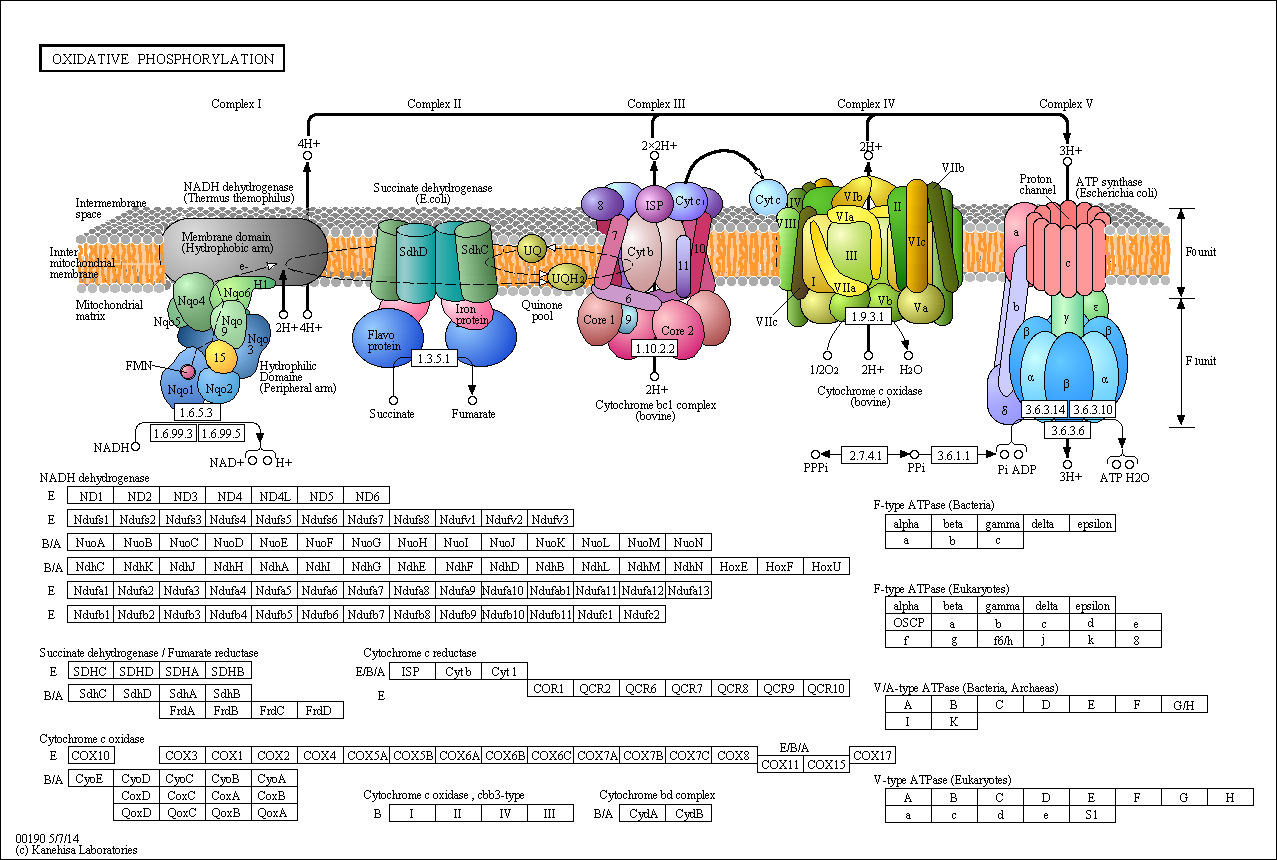 OXIDATIVE PHOSPHORYLATION
Complex I
Complex II
Complex III
Complex IV
Complex V
4H+
2×2H+
2H+
3H+
NADH dehydrogenase
(Thermus themophilus)
Succinate dehydrogenase
(E.coli)
Intermembrane
space
Innter
mitochondrial
membrane
Mitochondrial
matrix
Membrane domain
(Hydrophobic arm)
e-
H1
Nqo4
Nqo6
Nqo5
Nqo
9
Nqo
3
15
FMN
Nqo1
Nqo2
Hydrophilic
Domaine
(Peripheral arm)
2H+ 4H+
1.6.5.3
1.6.99.3 1.6.99.5
NADH
NAD+
H+
SdhD
SdhC
Flavo
protein
Iron
protein
1.3.5.1
Succinate
Fumarate
UQ
UQH2
Quinone
pool
8
ISP
Cyt c1
7
Cyt b
10
11
6
Core 1
9
Core 2
1.10.2.2
2H+
Cytochrome bc1 complex
(bovine)
Cyt c
VIIb
IV
VIb
II
VIII
VIa
VIc
III
I
VIIa
Vb
Va
VIIc
1.9.3.1
1/2O2
2H+
H2O
Cytochrome c oxidase
(bovine)
Proton
channel
ATP synthase
(Escherichia coli)
a
c
b
γ
ε
β
β
α
β
α
δ
F0unit
F1unit
3.6.3.14 3.6.3.10
3.6.3.6
PPPi
2.7.4.1
PPi
3.6.1.1
Pi ADP
3H+
ATP H2O
NADH dehydrogenase
E ND1 ND2 ND3 ND4 ND4L ND5 ND6
E Ndufs1 Ndufs2 Ndufs3 Ndufs4 Ndufs5 Ndufs6 Ndufs7 Ndufs8 Ndufv1 Ndufv2 Ndufv3
B/A NuoA NuoB NuoC NuoD NuoE NuoF NuoG NuoH NuoI NuoJ NuoK NuoL NuoM NuoN
B/A NdhC NdhK NdhJ NdhH NdhA NdhI NdhG NdhE NdhF NdhD NdhB NdhL NdhM NdhN HoxE HoxF HoxU
E Ndufa1 Ndufa2 Ndufa3 Ndufa4 Ndufa5 Ndufa6 Ndufa7 Ndufa8 Ndufa9 Ndufa10 Ndufab1 Ndufa11 Ndufa12 Ndufa13
E Ndufb1 Ndufb2 Ndufb3 Ndufb4 Ndufb5 Ndufb6 Ndufb7 Ndufb8 Ndufb9 Ndufb10 Ndufb11 Ndufc1 Ndufc2
Succinate dehydrogenase / Fumarate reductase
E SDHC SDHD SDHA SDHB
B/A SdhC SdhD SdhA SdhB
FrdA FrdB FrdC FrdD
Cytochrome c reductase
E/B/A ISP Cyt b Cyt 1
E COR1 QCR2 QCR6 QCR7 QCR8 QCR9 QCR10
Cytochrome c oxidase
E/B/A
E COX10 COX3 COX1 COX2 COX4 COX5A COX5B COX6A COX6B COX6C COX7A COX7B COX7C COX8 COX17
COX11 COX15
B/A CyoE CyoD CyoC CyoB CyoA
CoxD CoxC CoxA CoxB
QoxD QoxC QoxB QoxA
Cytochrome c oxidase , cbb3-type
B I II IV III
Cytochrome bd complex
B/A CydA CydB
F-type ATPase (Bacteria)
alpha beta gamma delta epsilon
a b c
F-type ATPase (Eukaryotes)
alpha beta gamma delta epsilon
OSCP a b c d e
f g f6/h j k 8
V/A-type ATPase (Bacteria, Archaeas)
A B C D E F G/H
I K
V-type ATPase (Eukaryotes)
A B C D E F G H
a c d e S1
00190 5/7/14
(c) Kanehisa Laboratories